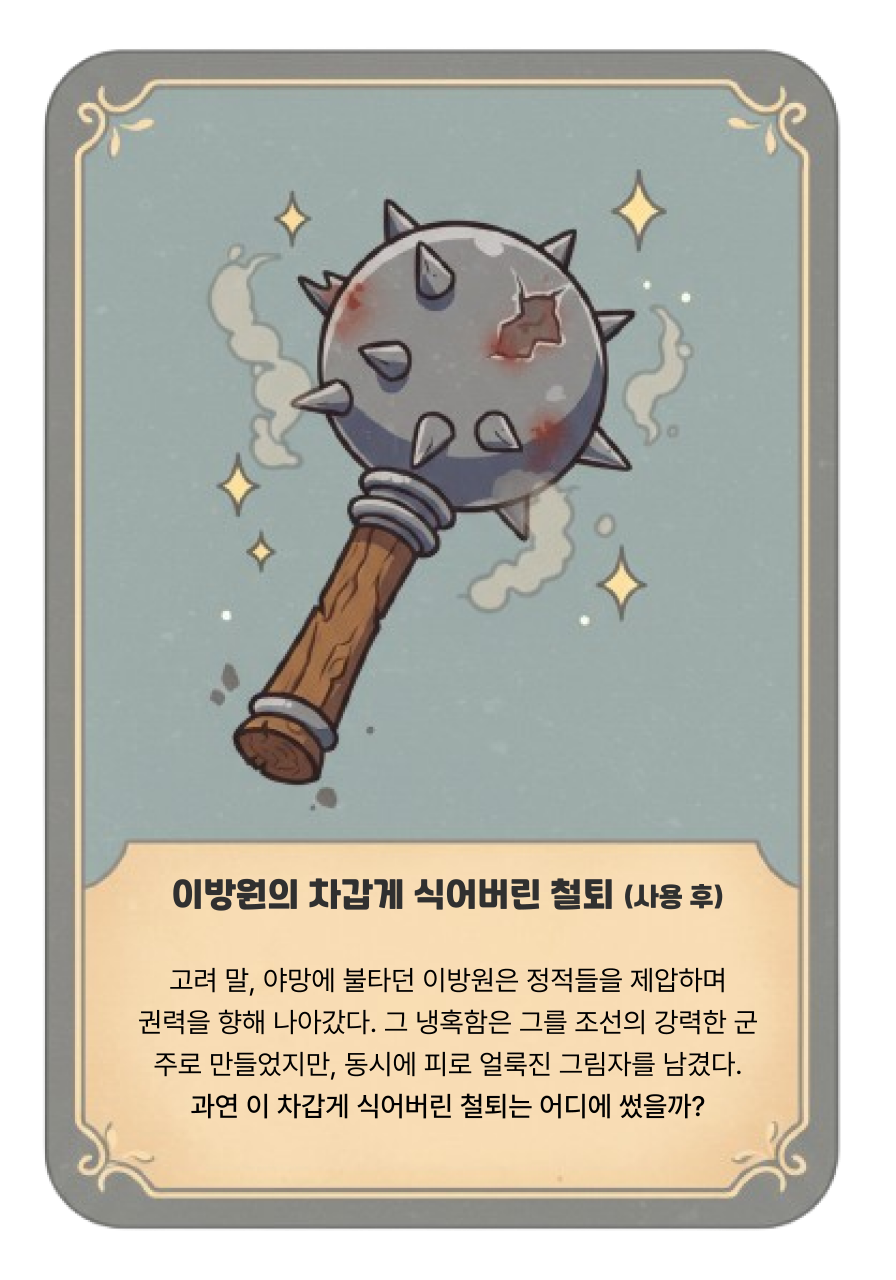 이방원의 차갑게 식어버린 철퇴 (사용 후)
고려 말, 야망에 불타던 이방원은 정적들을 제압하며
권력을 향해 나아갔다. 그 냉혹함은 그를 조선의 강력한 군
주로 만들었지만, 동시에 피로 얼룩진 그림자를 남겼다.
과연 이 차갑게 식어버린 철퇴는 어디에 썼을까?